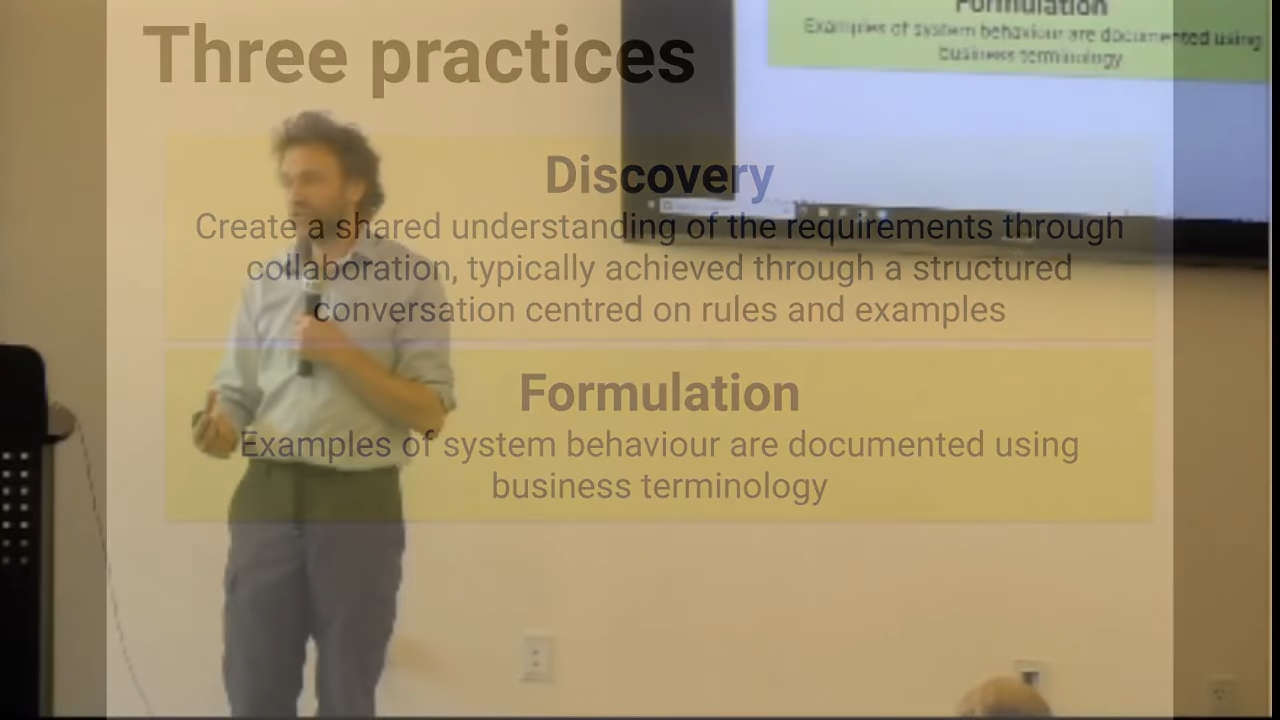 Three practices
Formulation
Examples of system behaviour are documented using
business terminology
Discovery
Create a shared understanding of the requirements through
collaboration, typically achieved through a structured
conversation centred on rules and examples
Formulation
Examples of system behaviour are documented using
business terminology